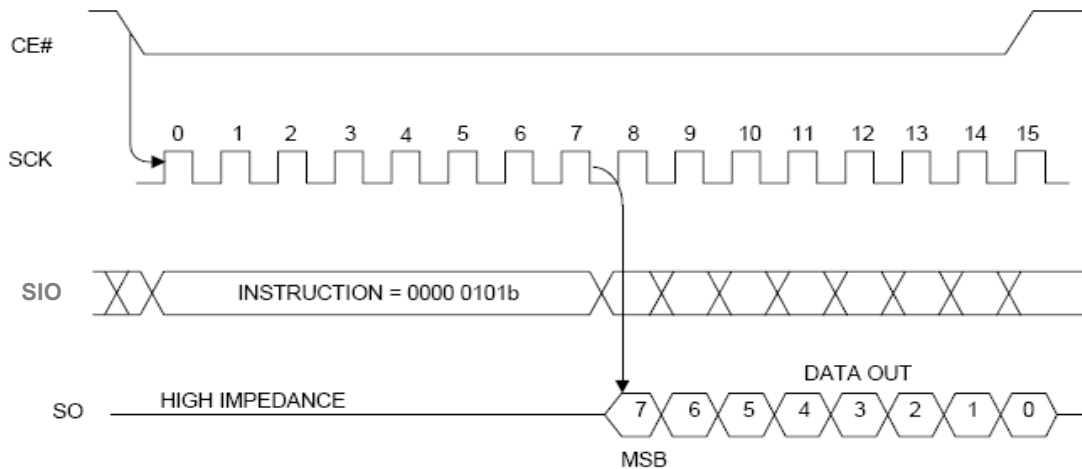 CE#
0 1 2 3 4 5 6 7 8 9 10 11 12 13 14 15
SCK
SIO INSTRUCTION = 0000 0101b
DATA OUT
HIGH IMPEDANCE
SO 7 6 5 4 3 2 1 0
MSB